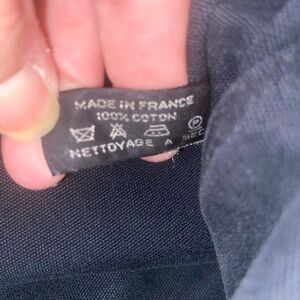 MADE IN FRANCE
100% COTON
NETTOYAGE A SEC